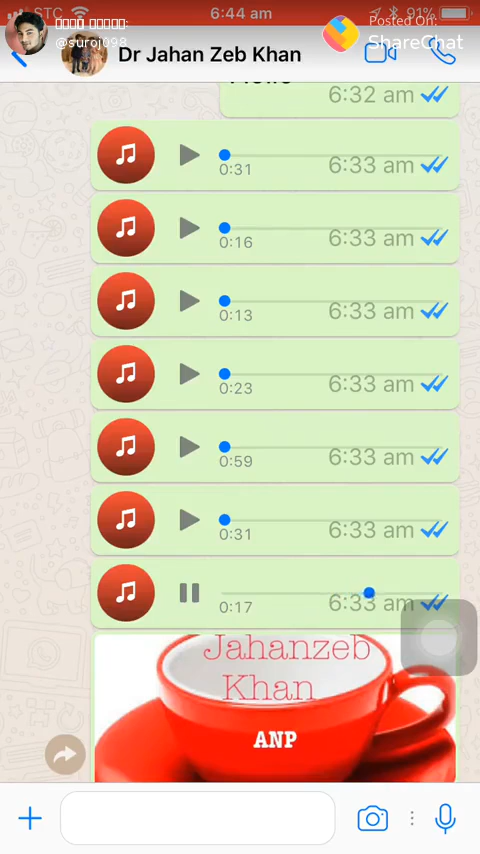 STC 6:44 am 91%
Posted On:
ShareChat
@suroj098
Dr Jahan Zeb Khan
6:32 am
0:31 6:33 am
0:16 6:33 am
0:13 6:33 am
0:23 6:33 am
0:59 6:33 am
0:31 6:33 am
0:17 6:33 am
Jahanzeb
Khan
ANP